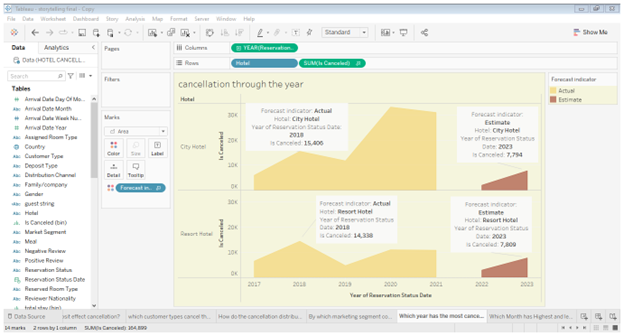 Tableau - storytelling final - Copy
File Data Worksheet Dashboard Story Analysis Map Format Server Window Help
Standard
Show Me
Data Analytics
Pages
Columns YEAR(Reservation..
Rows Hotel SUM(Is Canceled)
Data (HOTEL CANCELL...
Search
Tables
Arrival Date Day Of Mo...
Arrival Date Month
Arrival Date Week Nu...
Arrival Date Year
Assigned Room Type
Country
Customer Type
Deposit Type
Distribution Channel
Family/company
Gender
guest string
Hotel
Is Canceled (bin)
Market Segment
Meal
Negative Review
Positive Review
Reservation Status
Reservation Status Date
Reserved Room Type
Reviewer Nationality
Filters
Marks
Area
Color Size Label
Detail Tooltip
Forecast in..
cancellation through the year
Hotel
City Hotel
Is Canceled
30K
20K
10K
0K
Forecast indicator: Actual
Hotel: City Hotel
Year of Reservation Status Date:
2018
Is Canceled: 15,406
Forecast indicator:
Estimate
Hotel: City Hotel
Year of Reservation Status
Date: 2023
Is Canceled: 7,794
Resort Hotel
Is Canceled
30K
20K
10K
0K
Forecast indicator: Actual
Hotel: Resort Hotel
Year of Reservation Status
Date: 2018
Is Canceled: 14,338
Forecast indicator:
Estimate
Hotel: Resort Hotel
Year of Reservation Status
Date: 2023
Is Canceled: 7,809
2017 2018 2019 2020 2021 2022 2023
Year of Reservation Status Date
Forecast indicator
Actual
Estimate
Data Source
which customer types cancel th...
How do the cancellation distribu...
By which marketing segment co...
Which year has the most cance...
Which Month has Highest and le...
14 marks 2 rows by 1 column SUM(Is Canceled): 164,899